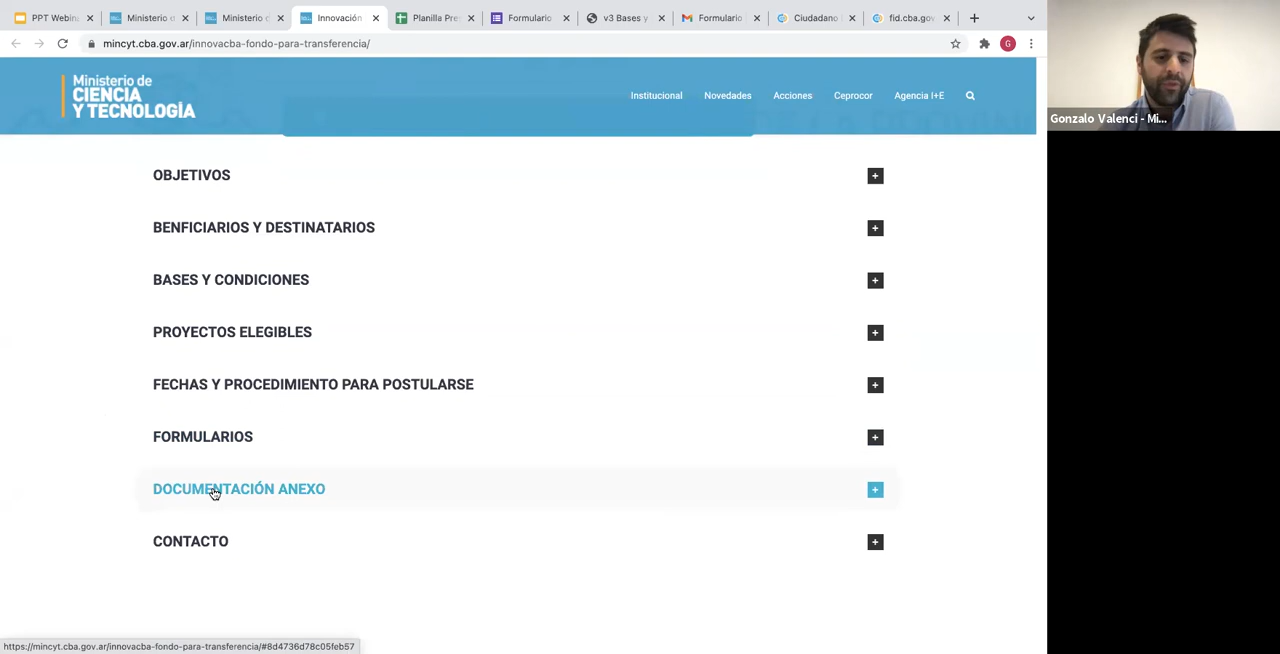 PPT Webina
Ministerio d
Ministerio d
Innovación
Planilla Pre
Formulario
v3 Bases y
Formulario
Ciudadano
fid.cba.gov
mincyt.cba.gov.ar/innovacba-fondo-para-transferencia/
G
Ministerio de
CIENCIA
Y TECNOLOGÍA
Institucional
Novedades
Acciones
Ceprocor
Agencia I+E
Gonzalo Valenci - Mi...
OBJETIVOS
BENFICIARIOS Y DESTINATARIOS
BASES Y CONDICIONES
PROYECTOS ELEGIBLES
FECHAS Y PROCEDIMIENTO PARA POSTULARSE
FORMULARIOS
DOCUMENTACIÓN ANEXO
CONTACTO
https://mincyt.cba.gov.ar/innovacba-fondo-para-transferencia/#8d4736d78c05feb57